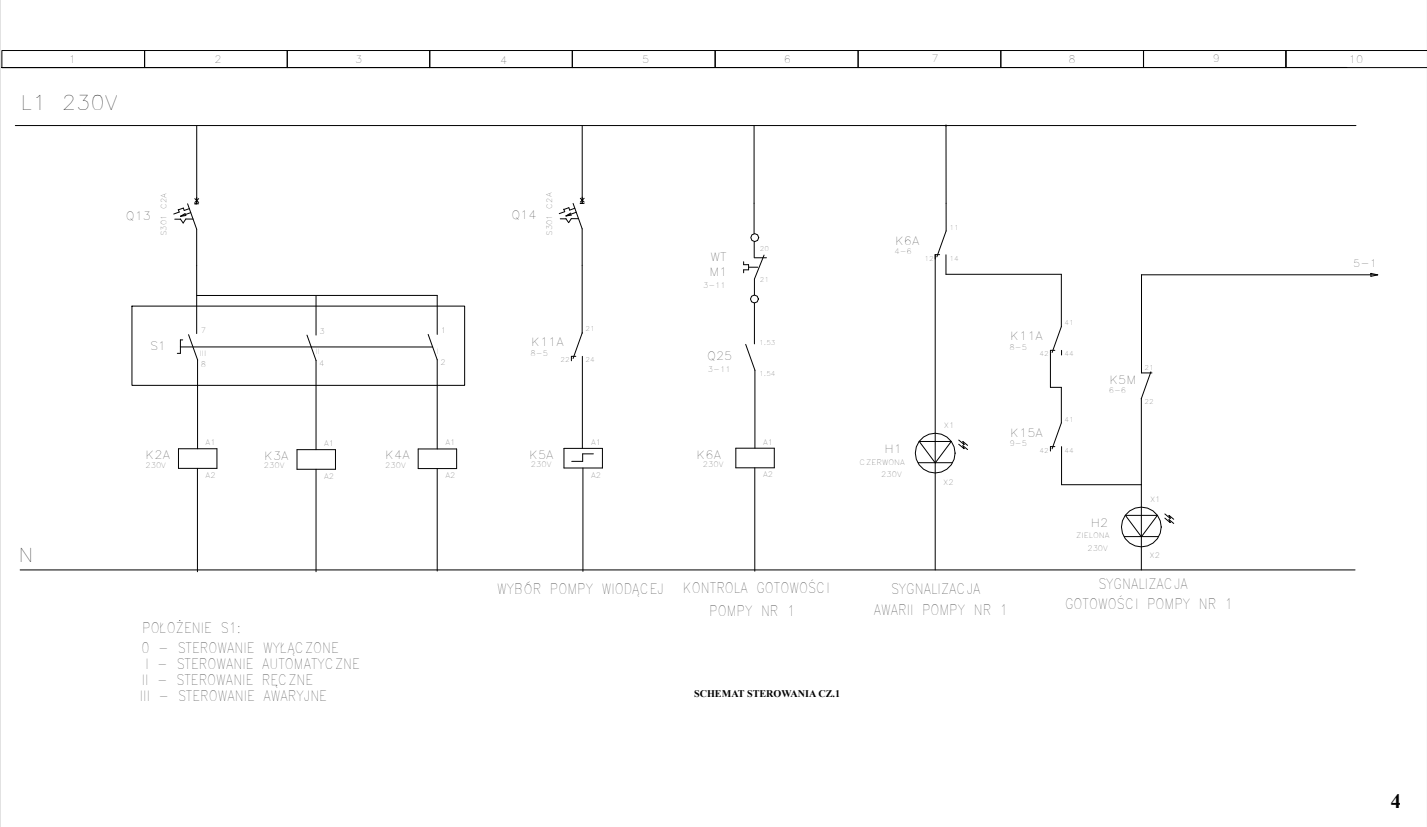 1 2 3 4 5 6 7 8 9 10
L1 230V
Q13
S301 C2A
Q14
S301 C2A
WT
M1
3-11
20
21
K6A
4-6
11
12 14
5-1
S1
7
III
8
3
4
1
2
K11A
8-5
21
22 24
Q25
3-11
1.53
1.54
K11A
8-5
41
42 44
K5M
6-6
21
22
K15A
9-5
41
42 44
K2A
230V
A1
A2
K3A
230V
A1
A2
K4A
230V
A1
A2
K5A
230V
A1
A2
K6A
230V
A1
A2
H1
CZERWONA
230V
X1
X2
H2
ZIELONA
230V
X1
X2
N
WYBÓR POMPY WIODĄCEJ
KONTROLA GOTOWOŚCI
POMPY NR 1
SYGNALIZACJA
AWARII POMPY NR 1
SYGNALIZACJA
GOTOWOŚCI POMPY NR 1
POŁOŻENIE S1:
0 – STEROWANIE WYŁĄCZONE
I – STEROWANIE AUTOMATYCZNE
II – STEROWANIE RĘCZNE
III – STEROWANIE AWARYJNE
SCHEMAT STEROWANIA CZ.1
4